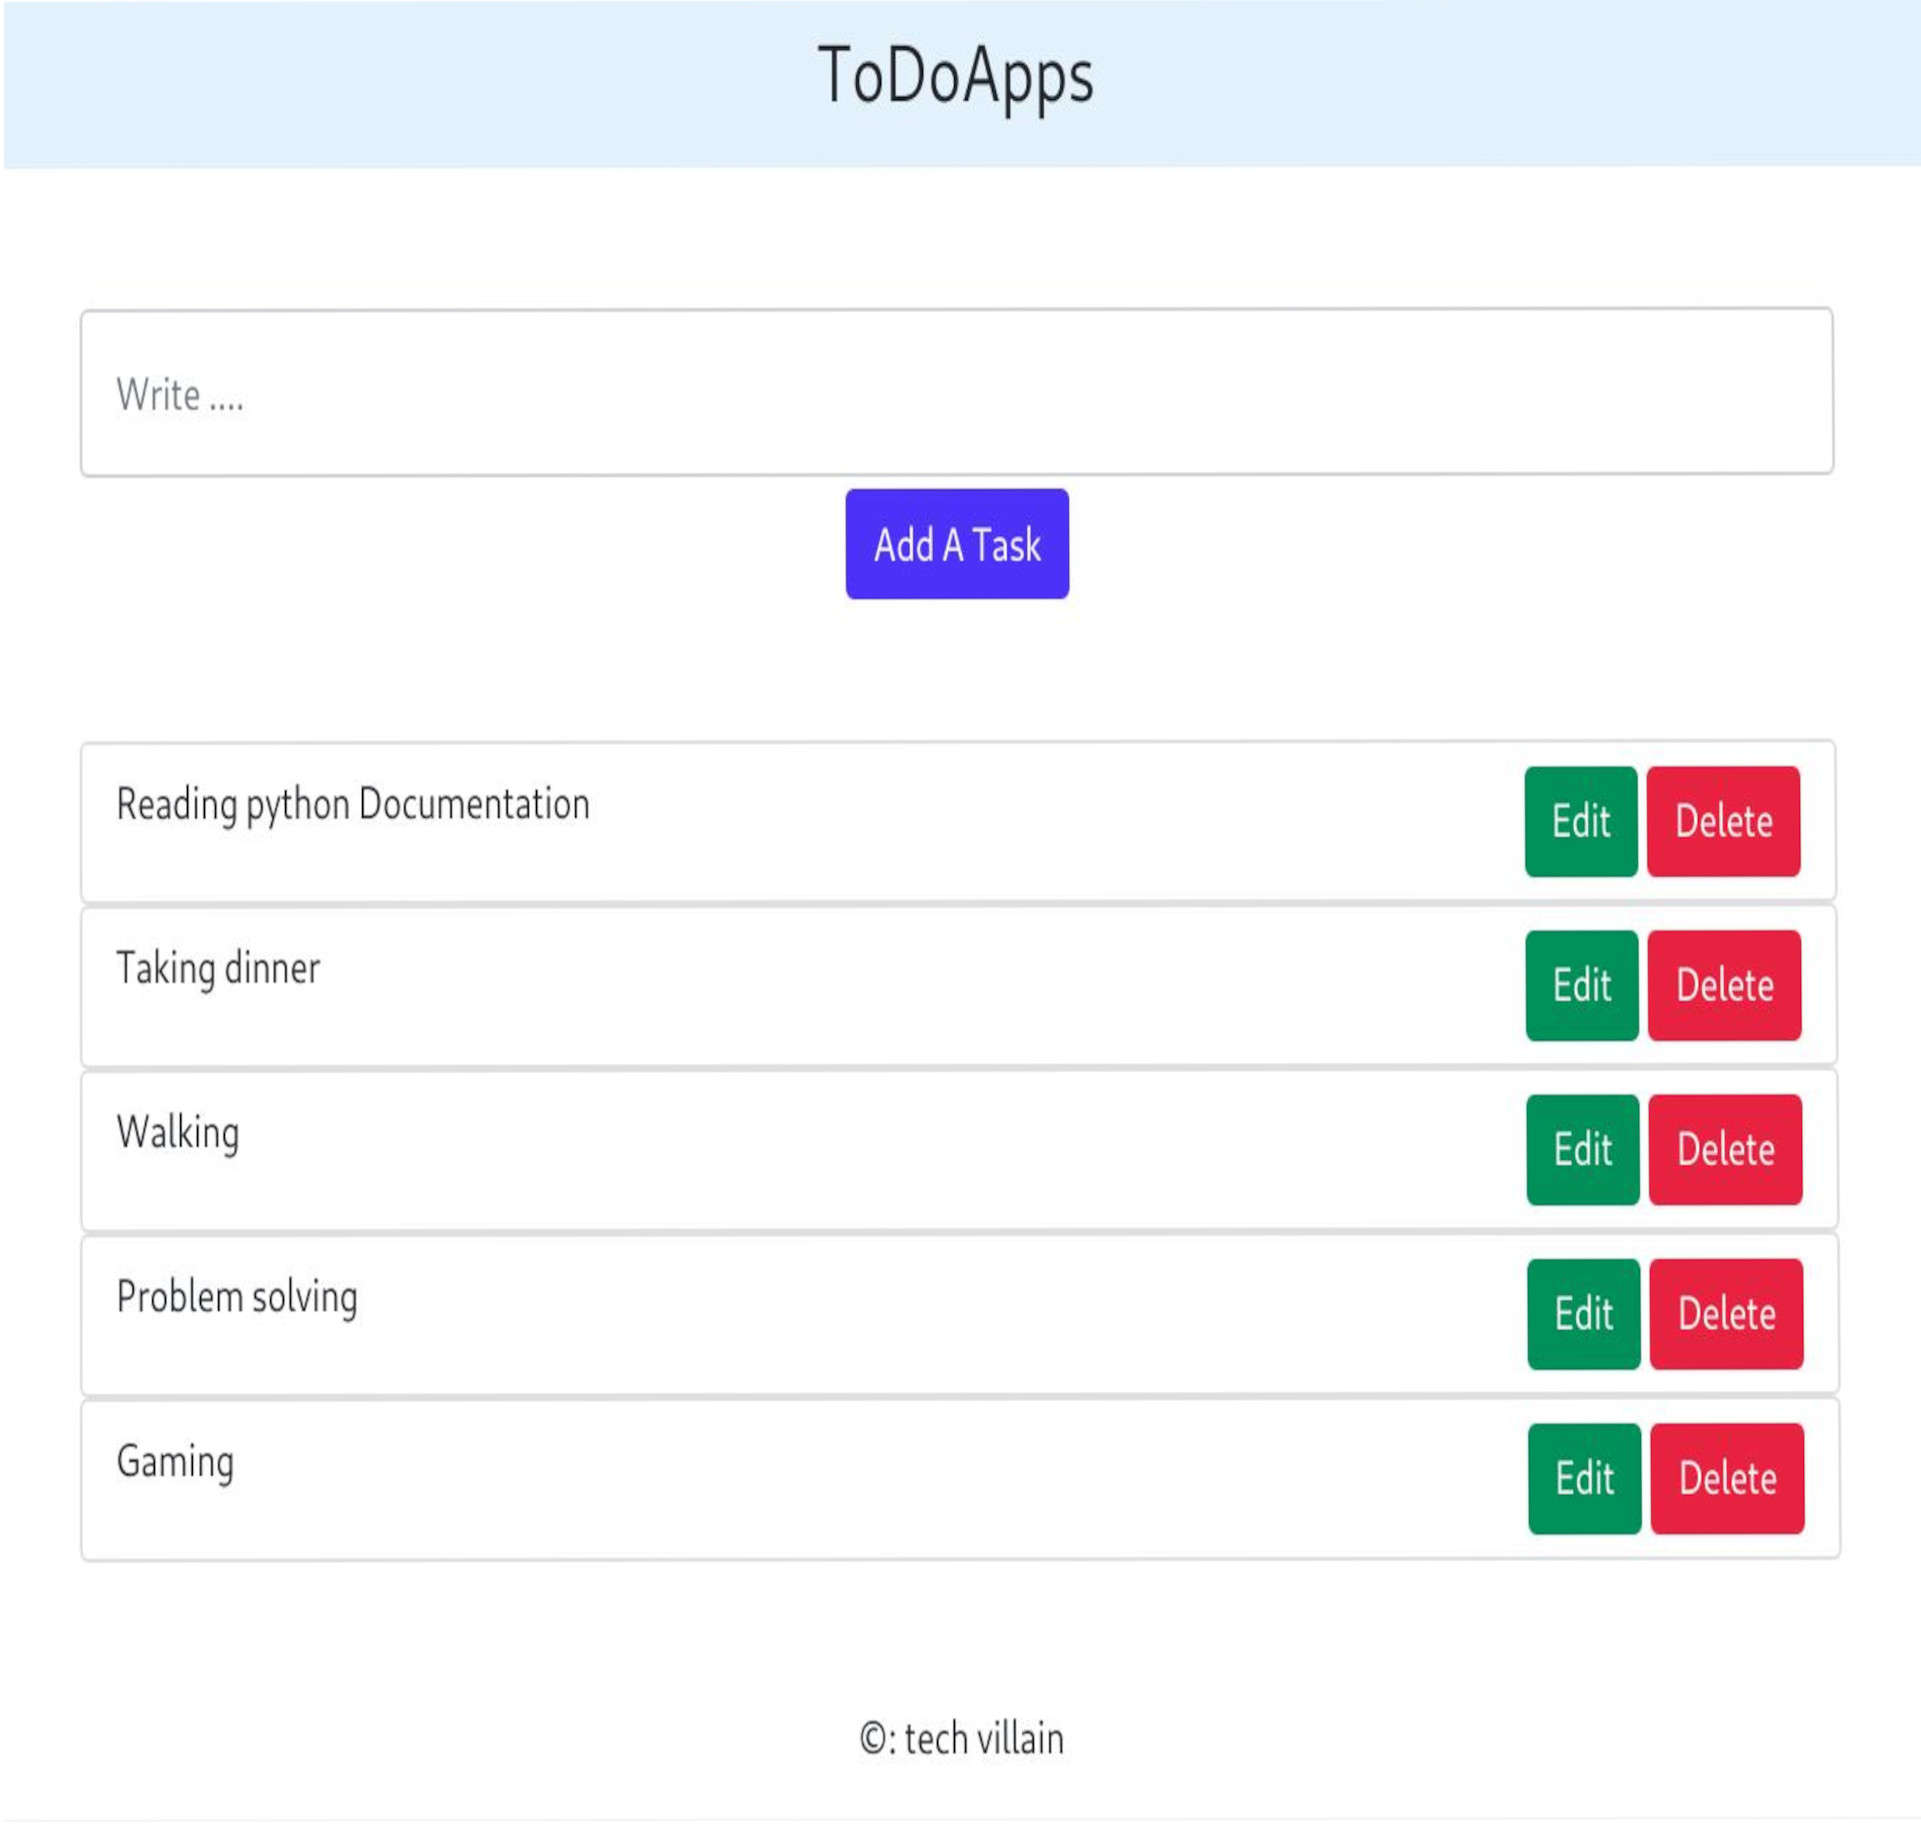 ToDoApps
Write ....
Add A Task
Reading python Documentation Edit Delete
Taking dinner Edit Delete
Walking Edit Delete
Problem solving Edit Delete
Gaming Edit Delete
©: tech villain